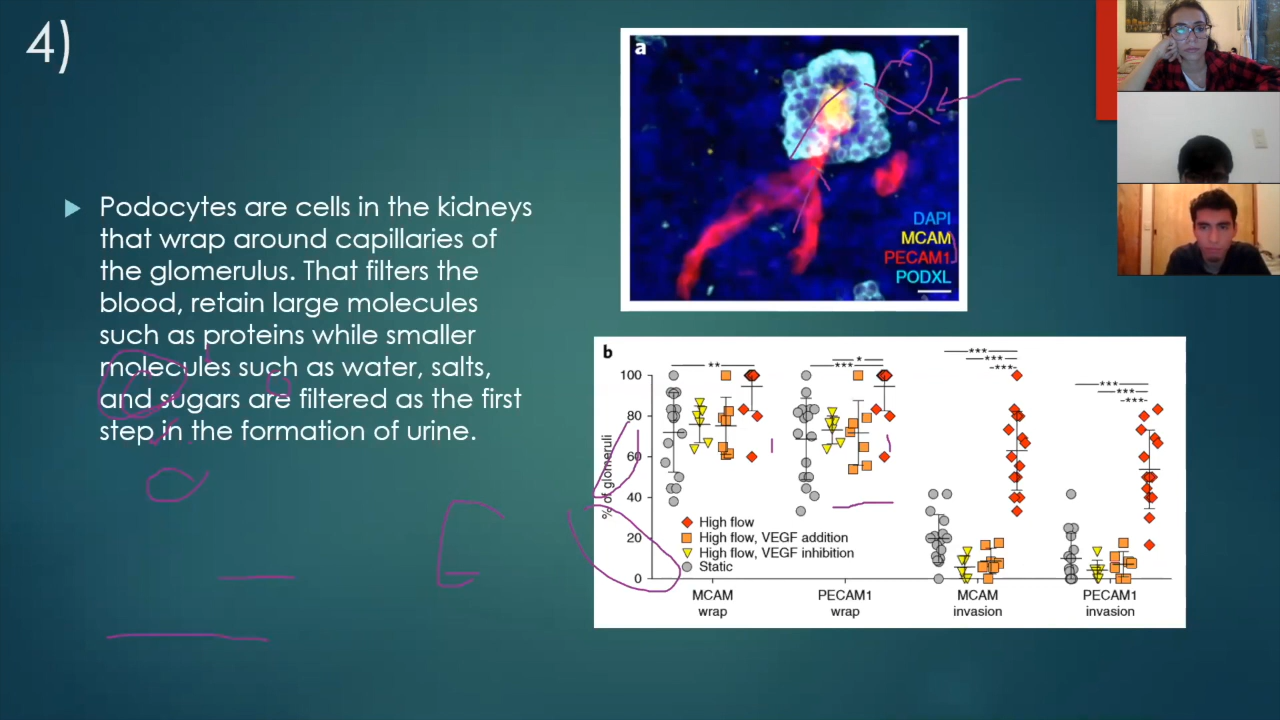 4)
Podocytes are cells in the kidneys
that wrap around capillaries of
the glomerulus. That filters the
blood, retain large molecules
such as proteins while smaller
molecules such as water, salts,
and sugars are filtered as the first
step in the formation of urine.
a
DAPI
MCAM
PECAM1
PODXL
b
** *** * *** *** *** *** *** ***
100
80
60
40
20
0
% of glomeruli
High flow
High flow, VEGF addition
High flow, VEGF inhibition
Static
MCAM
wrap
PECAM1
wrap
MCAM
invasion
PECAM1
invasion